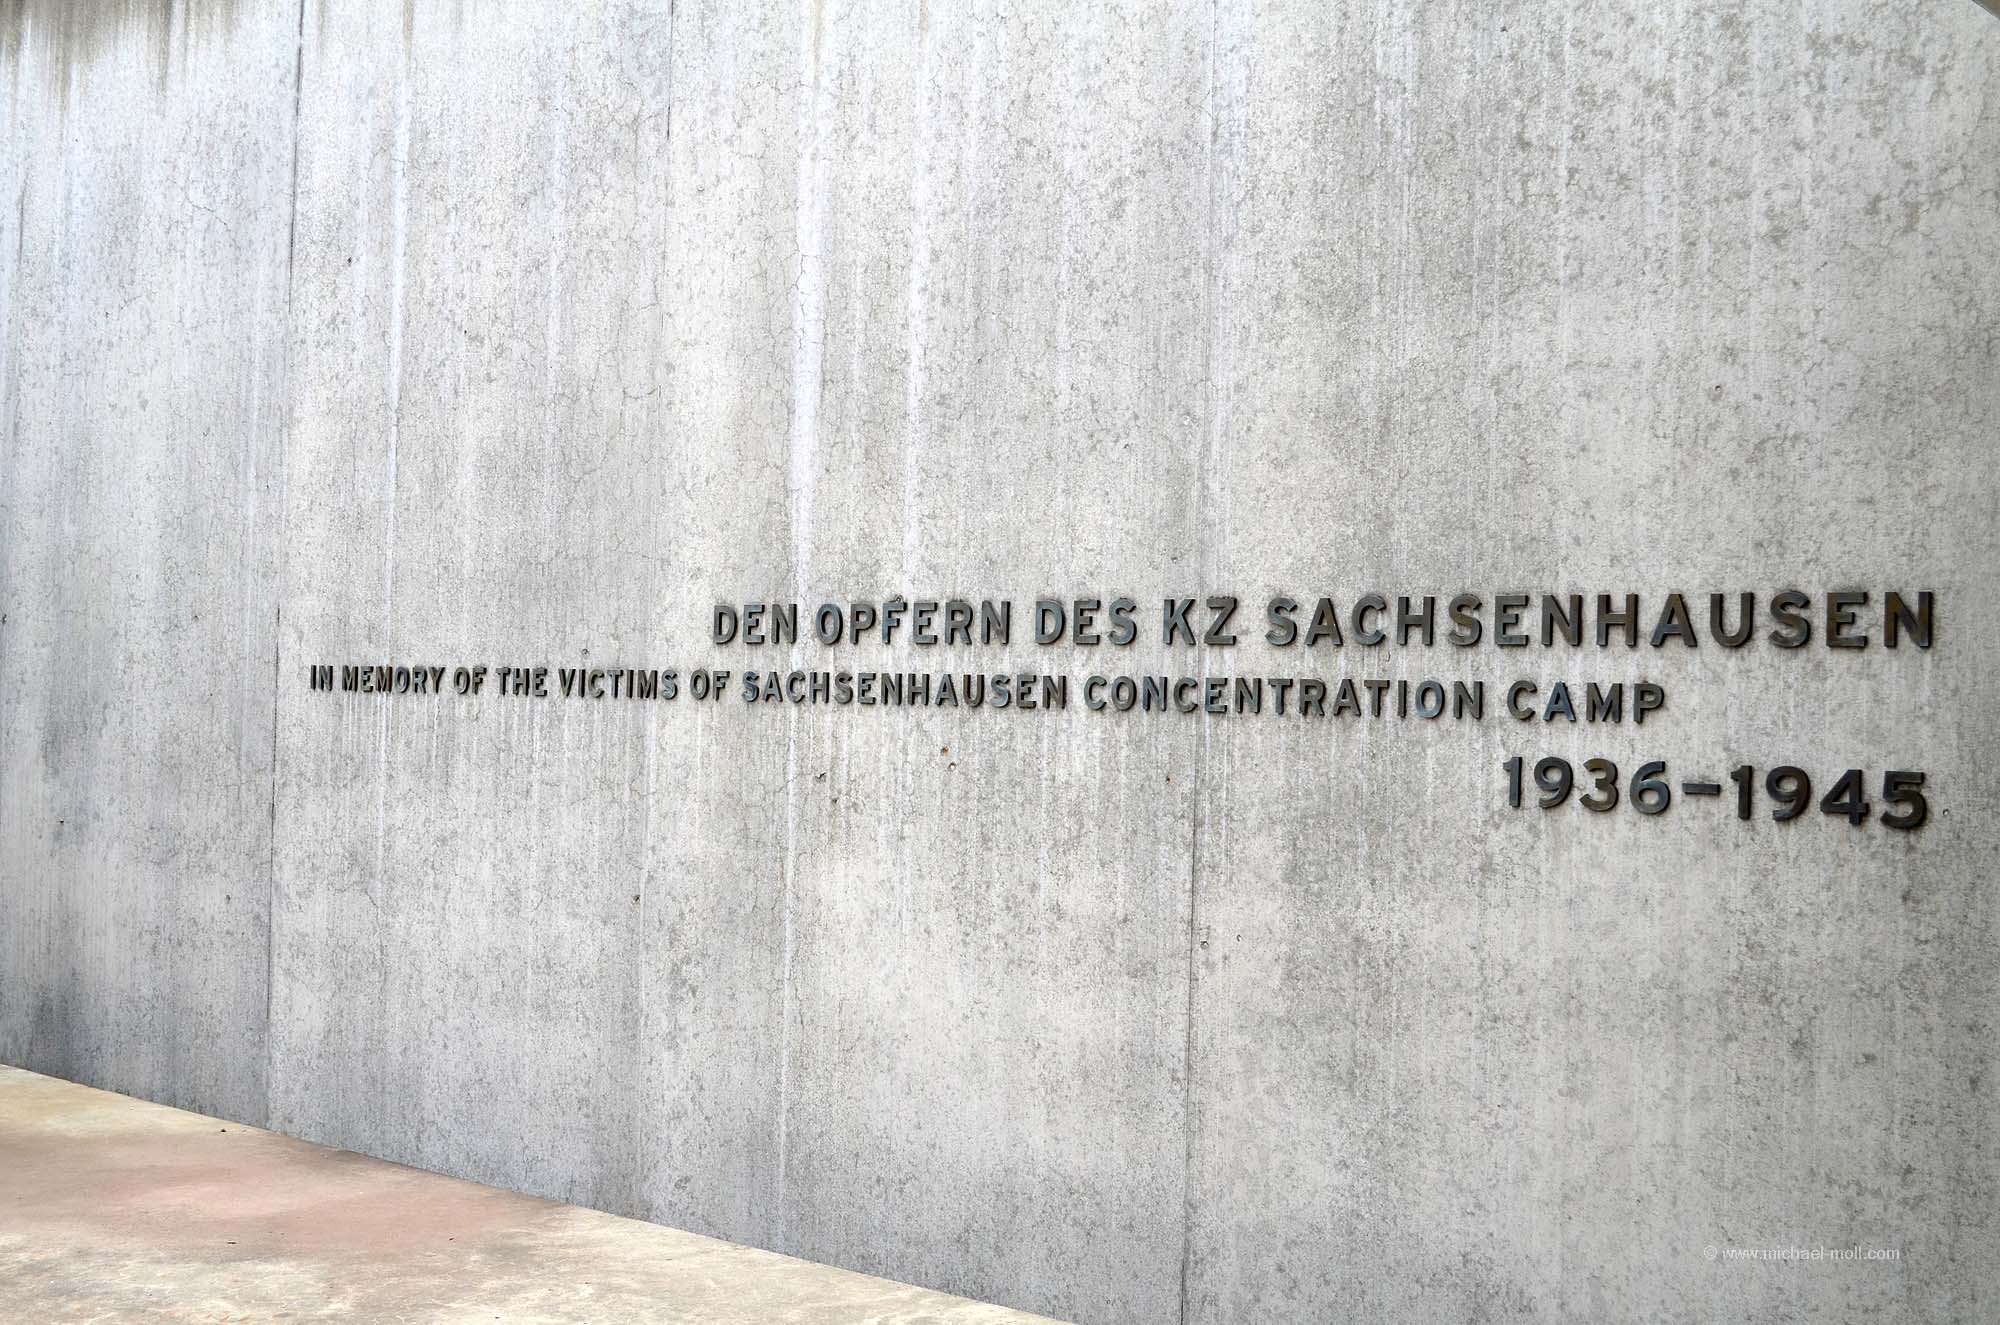 DEN OPFERN DES KZ SACHSENHAUSEN
IN MEMORY OF THE VICTIMS OF SACHSENHAUSEN CONCENTRATION CAMP
1936–1945
© www.michael-moll.com